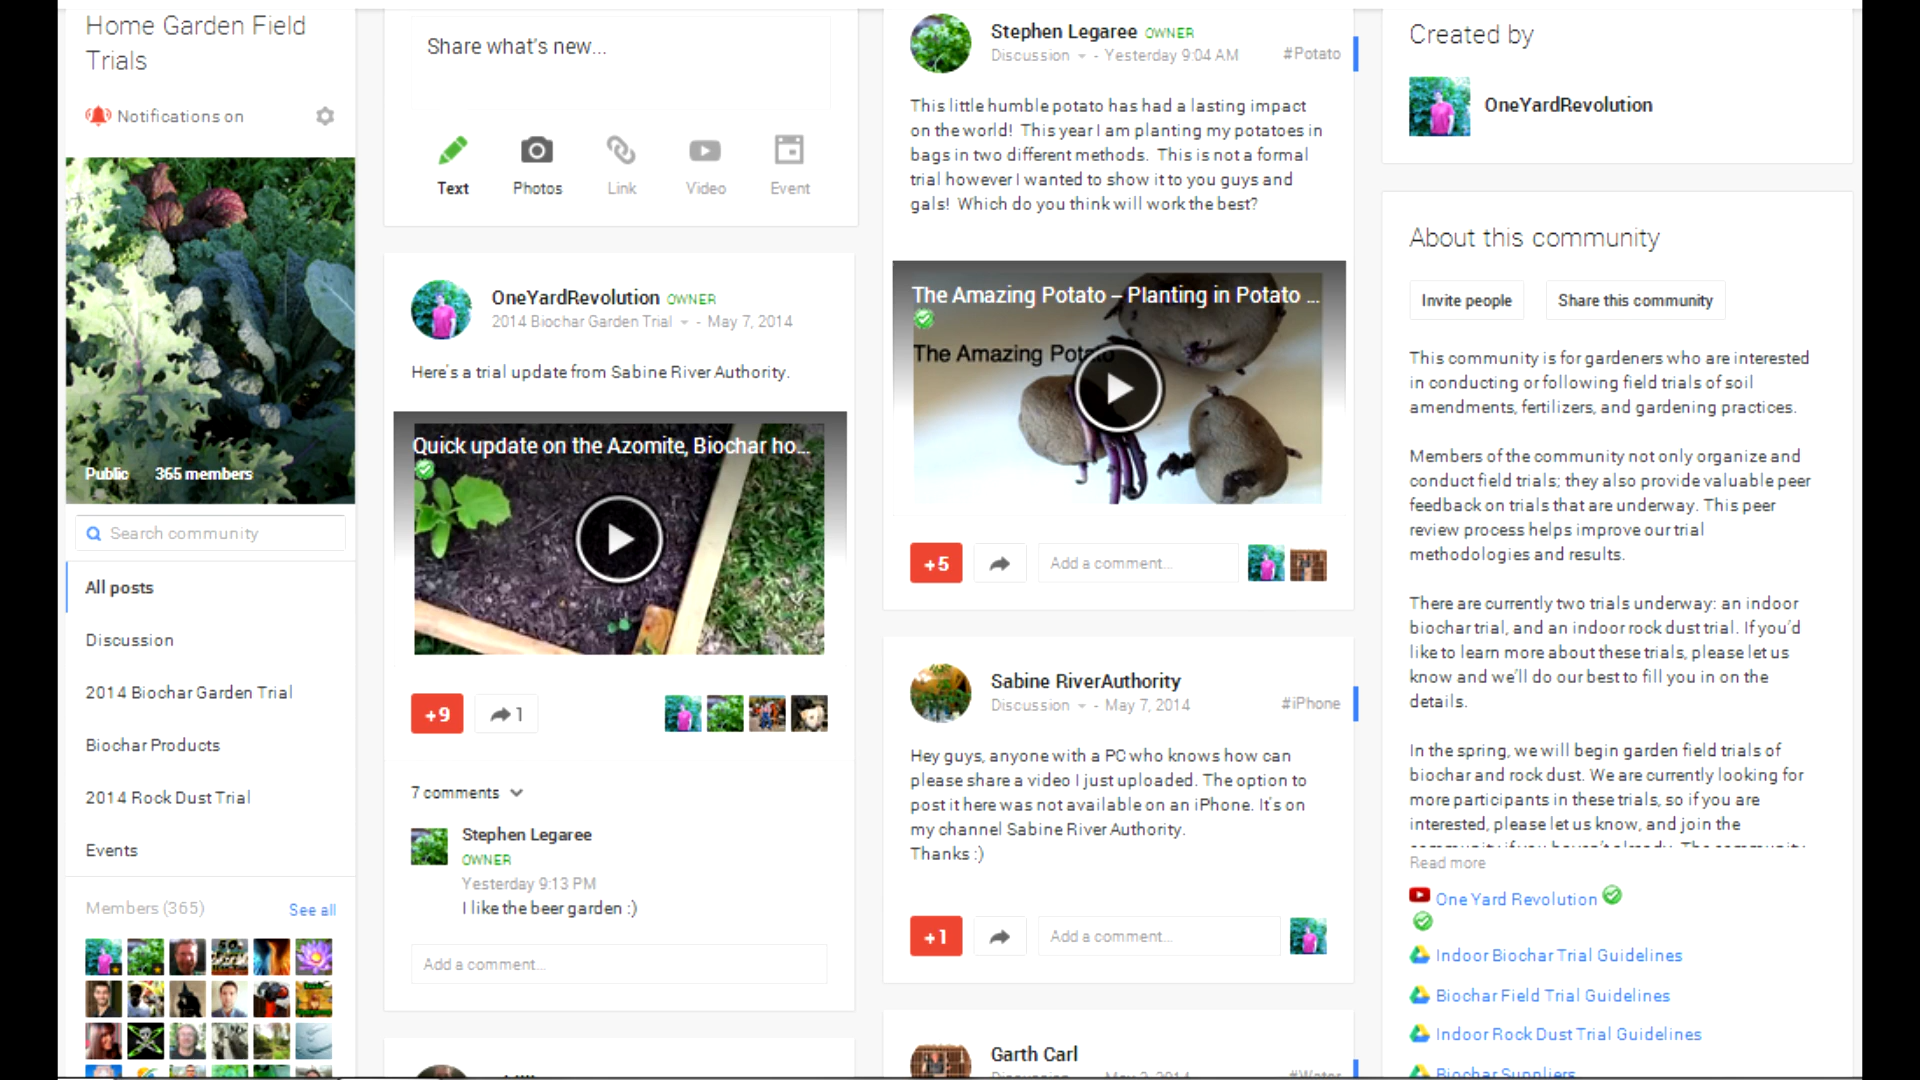 Home Garden Field
Trials
Notifications on
Public 365 members
Search community
All posts
Discussion
2014 Biochar Garden Trial
Biochar Products
2014 Rock Dust Trial
Events
Members (365) See all
Share what's new...
Text Photos Link Video Event
OneYardRevolution OWNER
2014 Biochar Garden Trial - May 7, 2014
Here's a trial update from Sabine River Authority.
Quick update on the Azomite, Biochar ho...
+9 1
7 comments
Stephen Legaree
OWNER
Yesterday 9:13 PM
I like the beer garden :)
Add a comment...
Stephen Legaree OWNER
Discussion - Yesterday 9:04 AM #Potato
This little humble potato has had a lasting impact
on the world! This year I am planting my potatoes in
bags in two different methods. This is not a formal
trial however I wanted to show it to you guys and
gals! Which do you think will work the best?
The Amazing Potato – Planting in Potato ...
The Amazing Potato
+5 Add a comment...
Sabine RiverAuthority
Discussion - May 7, 2014 #iPhone
Hey guys, anyone with a PC who knows how can
please share a video I just uploaded. The option to
post it here was not available on an iPhone. It's on
my channel Sabine River Authority.
Thanks :)
+1 Add a comment...
Garth Carl
Discussion - May 3, 2014 #Water
Created by
OneYardRevolution
About this community
Invite people Share this community
This community is for gardeners who are interested
in conducting or following field trials of soil
amendments, fertilizers, and gardening practices.
Members of the community not only organize and
conduct field trials; they also provide valuable peer
feedback on trials that are underway. This peer
review process helps improve our trial
methodologies and results.
There are currently two trials underway: an indoor
biochar trial, and an indoor rock dust trial. If you'd
like to learn more about these trials, please let us
know and we'll do our best to fill you in on the
details.
In the spring, we will begin garden field trials of
biochar and rock dust. We are currently looking for
more participants in these trials, so if you are
interested, please let us know, and join the
community if you haven't already. The community
Read more
One Yard Revolution
Indoor Biochar Trial Guidelines
Biochar Field Trial Guidelines
Indoor Rock Dust Trial Guidelines
Biochar Suppliers